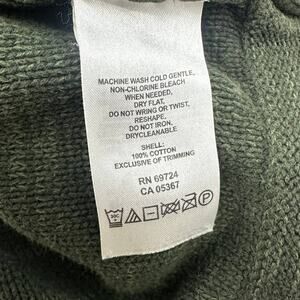 MACHINE WASH COLD GENTLE,
NON-CHLORINE BLEACH
WHEN NEEDED,
DRY FLAT,
DO NOT WRING OR TWIST,
RESHAPE,
DO NOT IRON,
DRYCLEANABLE
SHELL:
100% COTTON
EXCLUSIVE OF TRIMMING
RN 69724
CA 05367